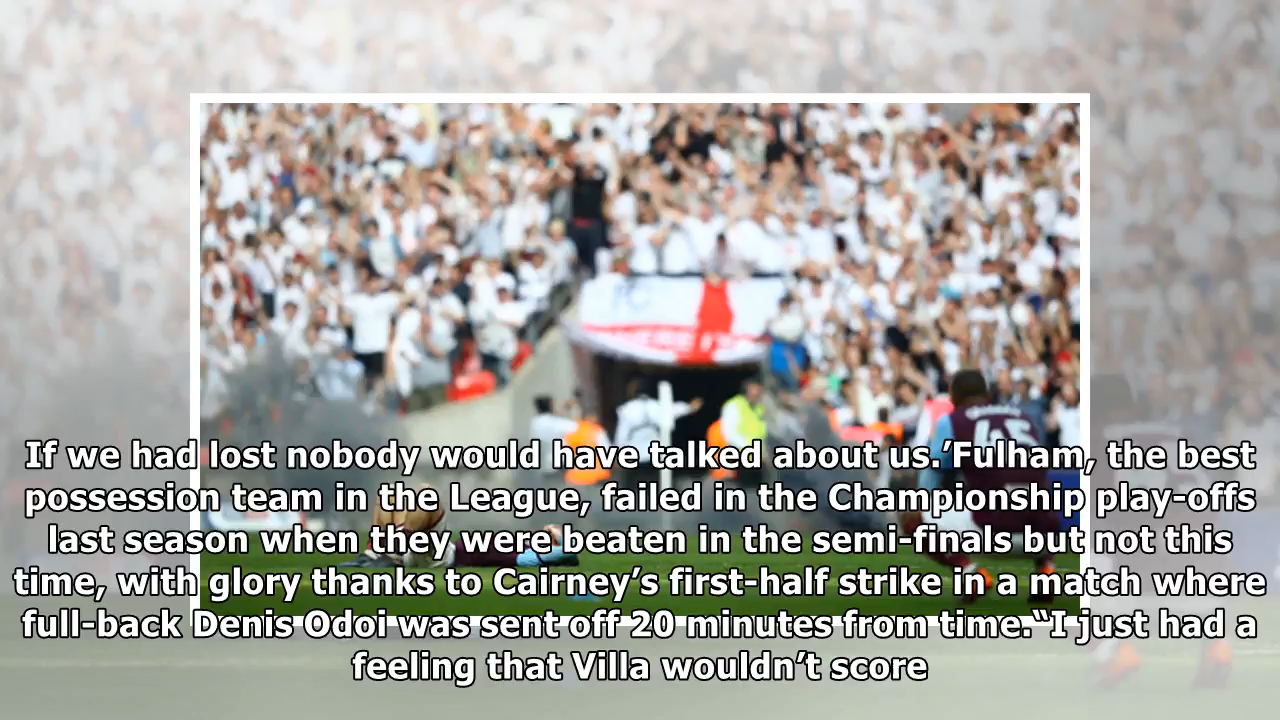 If we had lost nobody would have talked about us.’Fulham, the best
possession team in the League, failed in the Championship play-offs
last season when they were beaten in the semi-finals but not this
time, with glory thanks to Cairney’s first-half strike in a match where
full-back Denis Odoi was sent off 20 minutes from time.“I just had a
feeling that Villa wouldn’t score
45